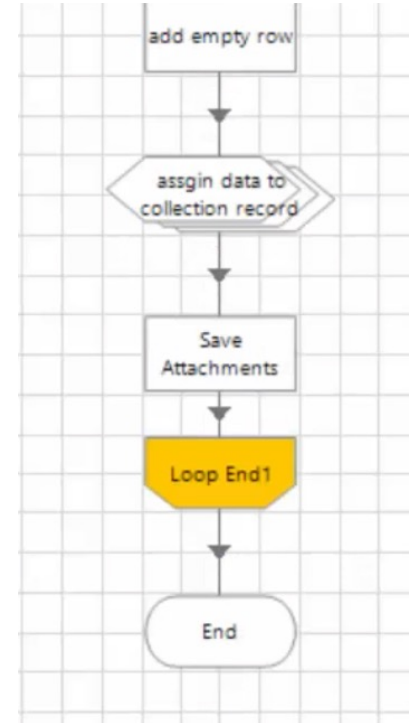 add empty row
assgin data to
collection record
Save
Attachments
Loop End1
End